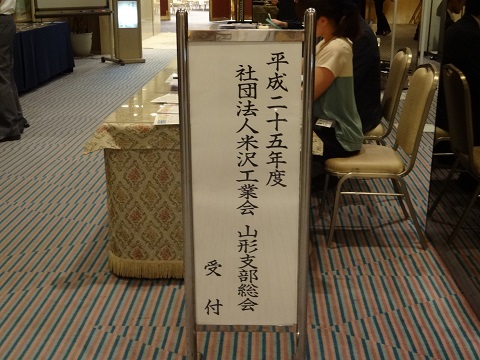 平成二十五年度
社団法人米沢工業会 山形支部総会
受付